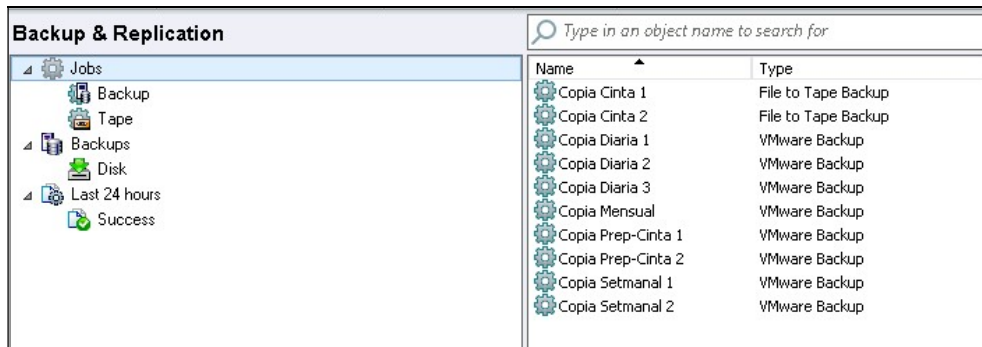 Backup & Replication
Jobs
Backup
Tape
Backups
Disk
Last 24 hours
Success
Type in an object name to search for
Name Type
Copia Cinta 1 File to Tape Backup
Copia Cinta 2 File to Tape Backup
Copia Diaria 1 VMware Backup
Copia Diaria 2 VMware Backup
Copia Diaria 3 VMware Backup
Copia Mensual VMware Backup
Copia Prep-Cinta 1 VMware Backup
Copia Prep-Cinta 2 VMware Backup
Copia Setmanal 1 VMware Backup
Copia Setmanal 2 VMware Backup